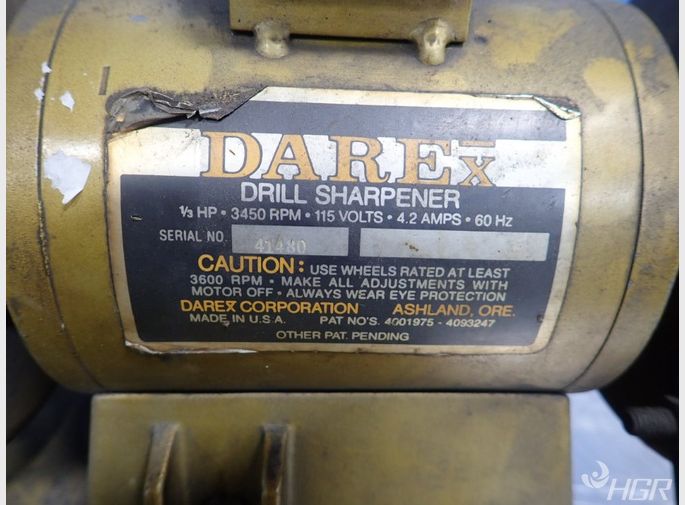 DAREX
DRILL SHARPENER
1/3 HP • 3450 RPM • 115 VOLTS • 4.2 AMPS • 60 Hz
SERIAL NO. 41480
CAUTION: USE WHEELS RATED AT LEAST
3600 RPM • MAKE ALL ADJUSTMENTS WITH
MOTOR OFF • ALWAYS WEAR EYE PROTECTION
DAREX CORPORATION ASHLAND, ORE.
MADE IN U.S.A. PAT NO'S. 4001975 - 4093247
OTHER PAT. PENDING
HGR